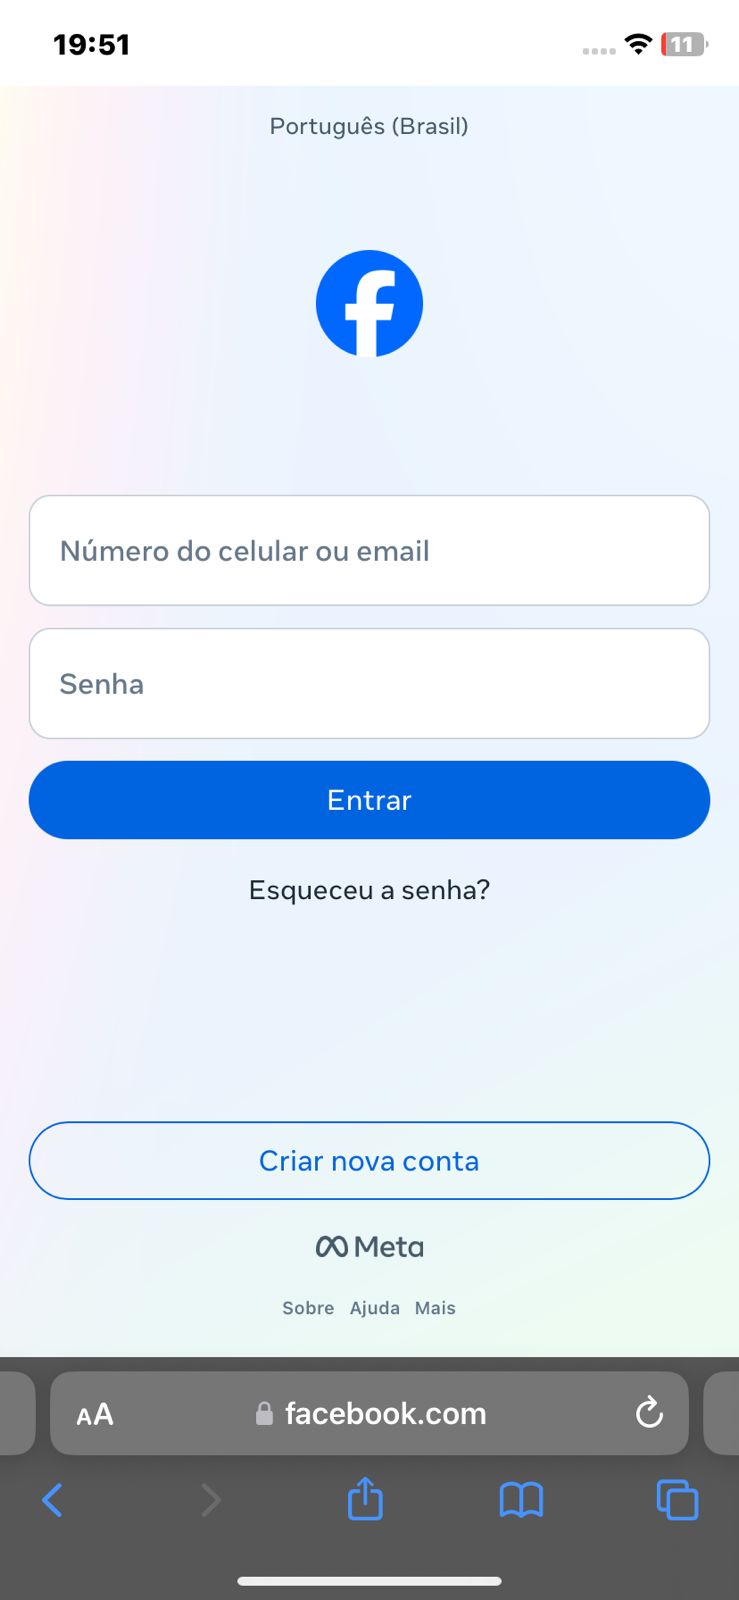 19:51
11
Português (Brasil)
Número do celular ou email
Senha
Entrar
Esqueceu a senha?
Criar nova conta
Meta
Sobre Ajuda Mais
AA facebook.com